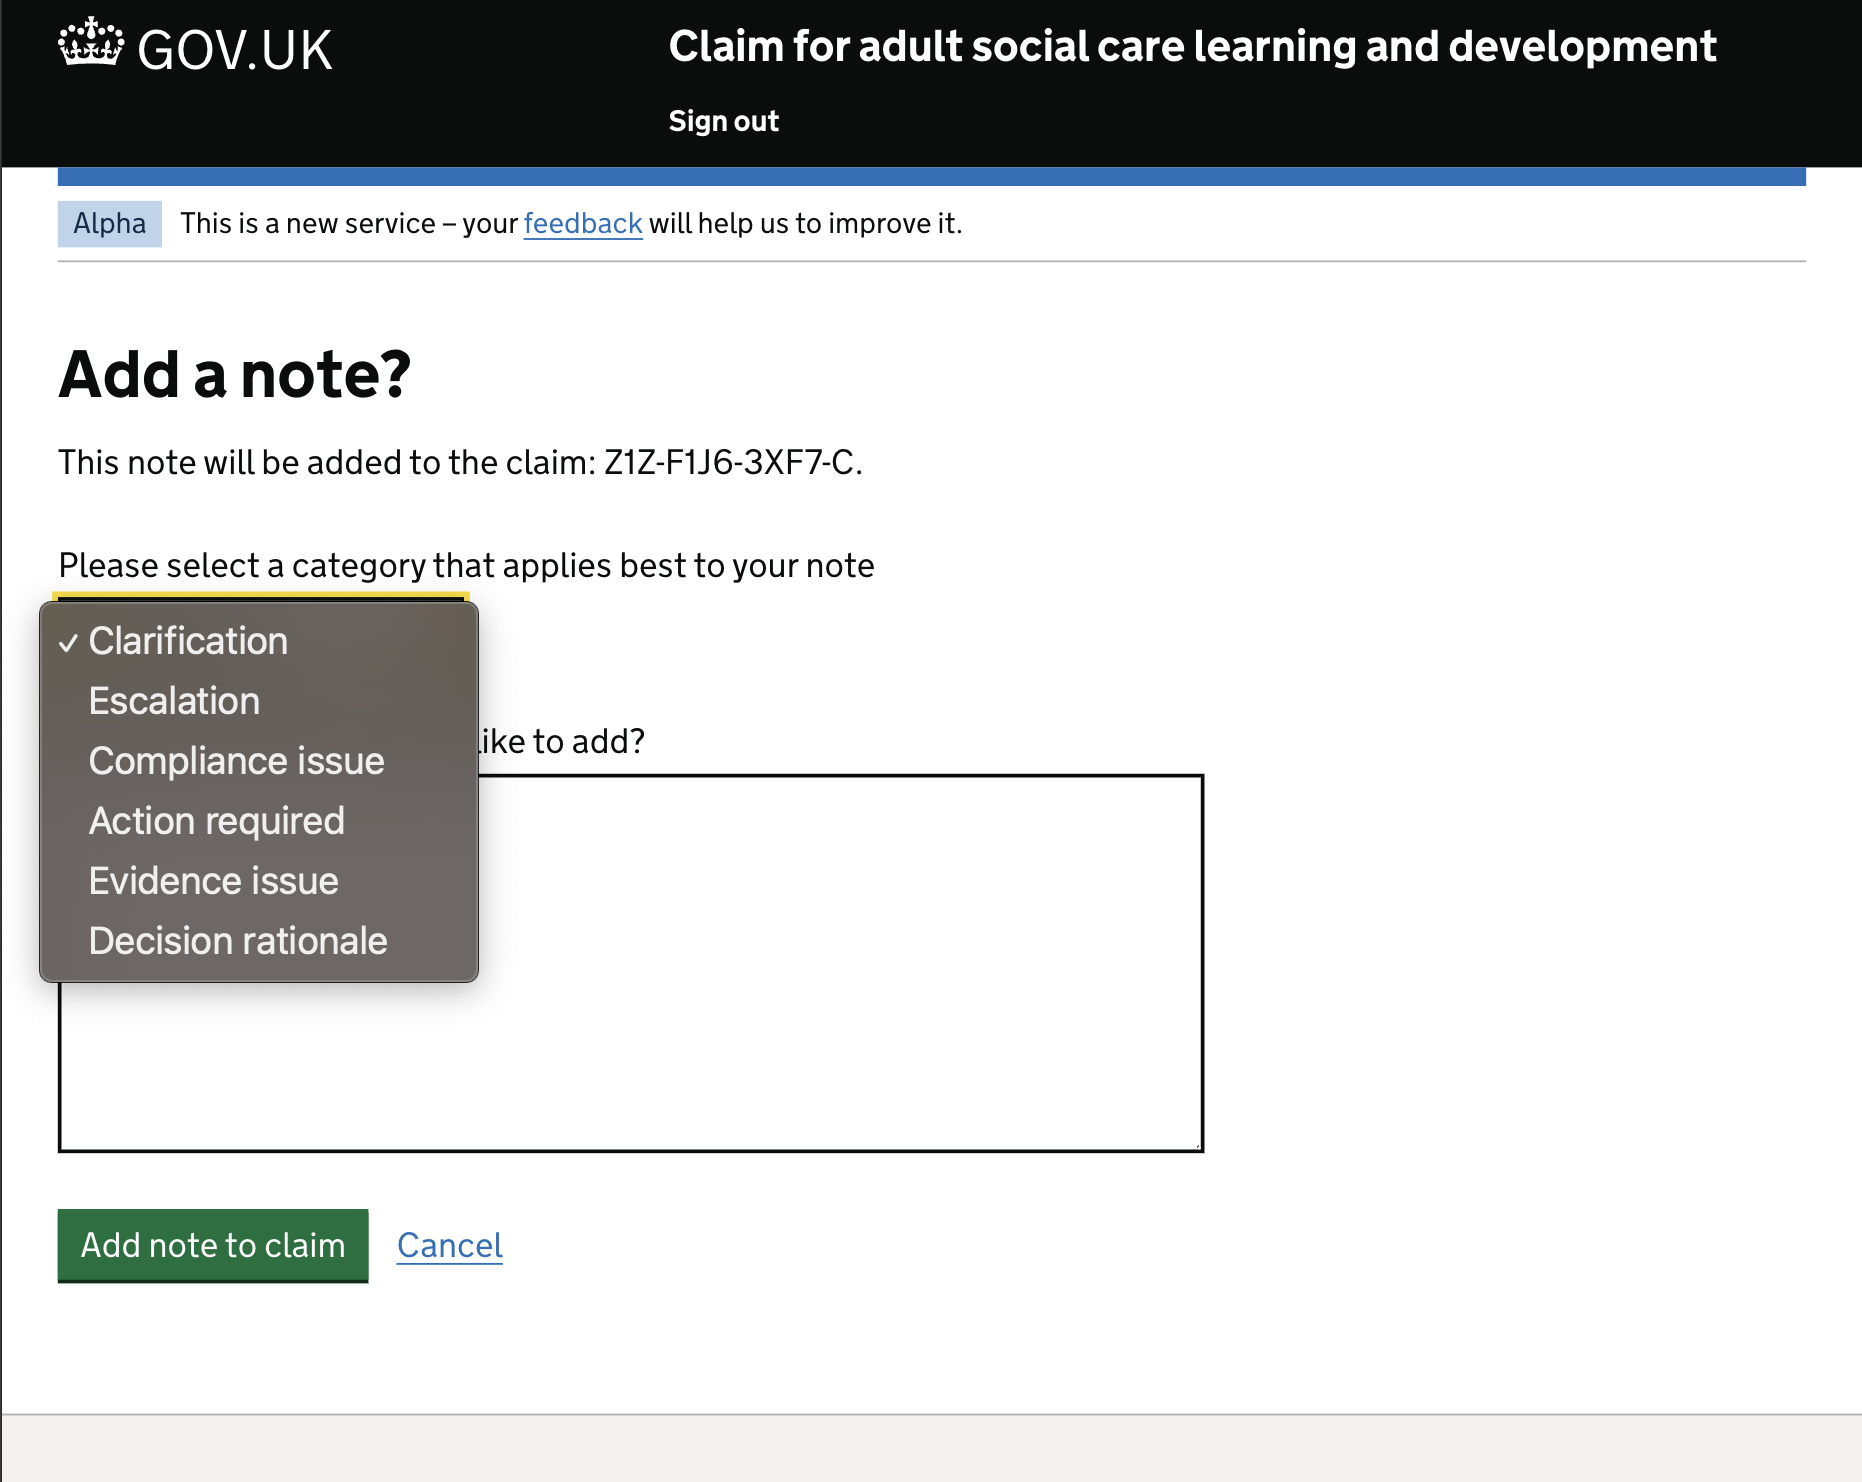 GOV.UK
Claim for adult social care learning and development
Sign out
Alpha This is a new service – your feedback will help us to improve it.
Add a note?
This note will be added to the claim: Z1Z-F1J6-3XF7-C.
Please select a category that applies best to your note
✓ Clarification
Escalation
like to add?
Compliance issue
Action required
Evidence issue
Decision rationale
Add note to claim Cancel